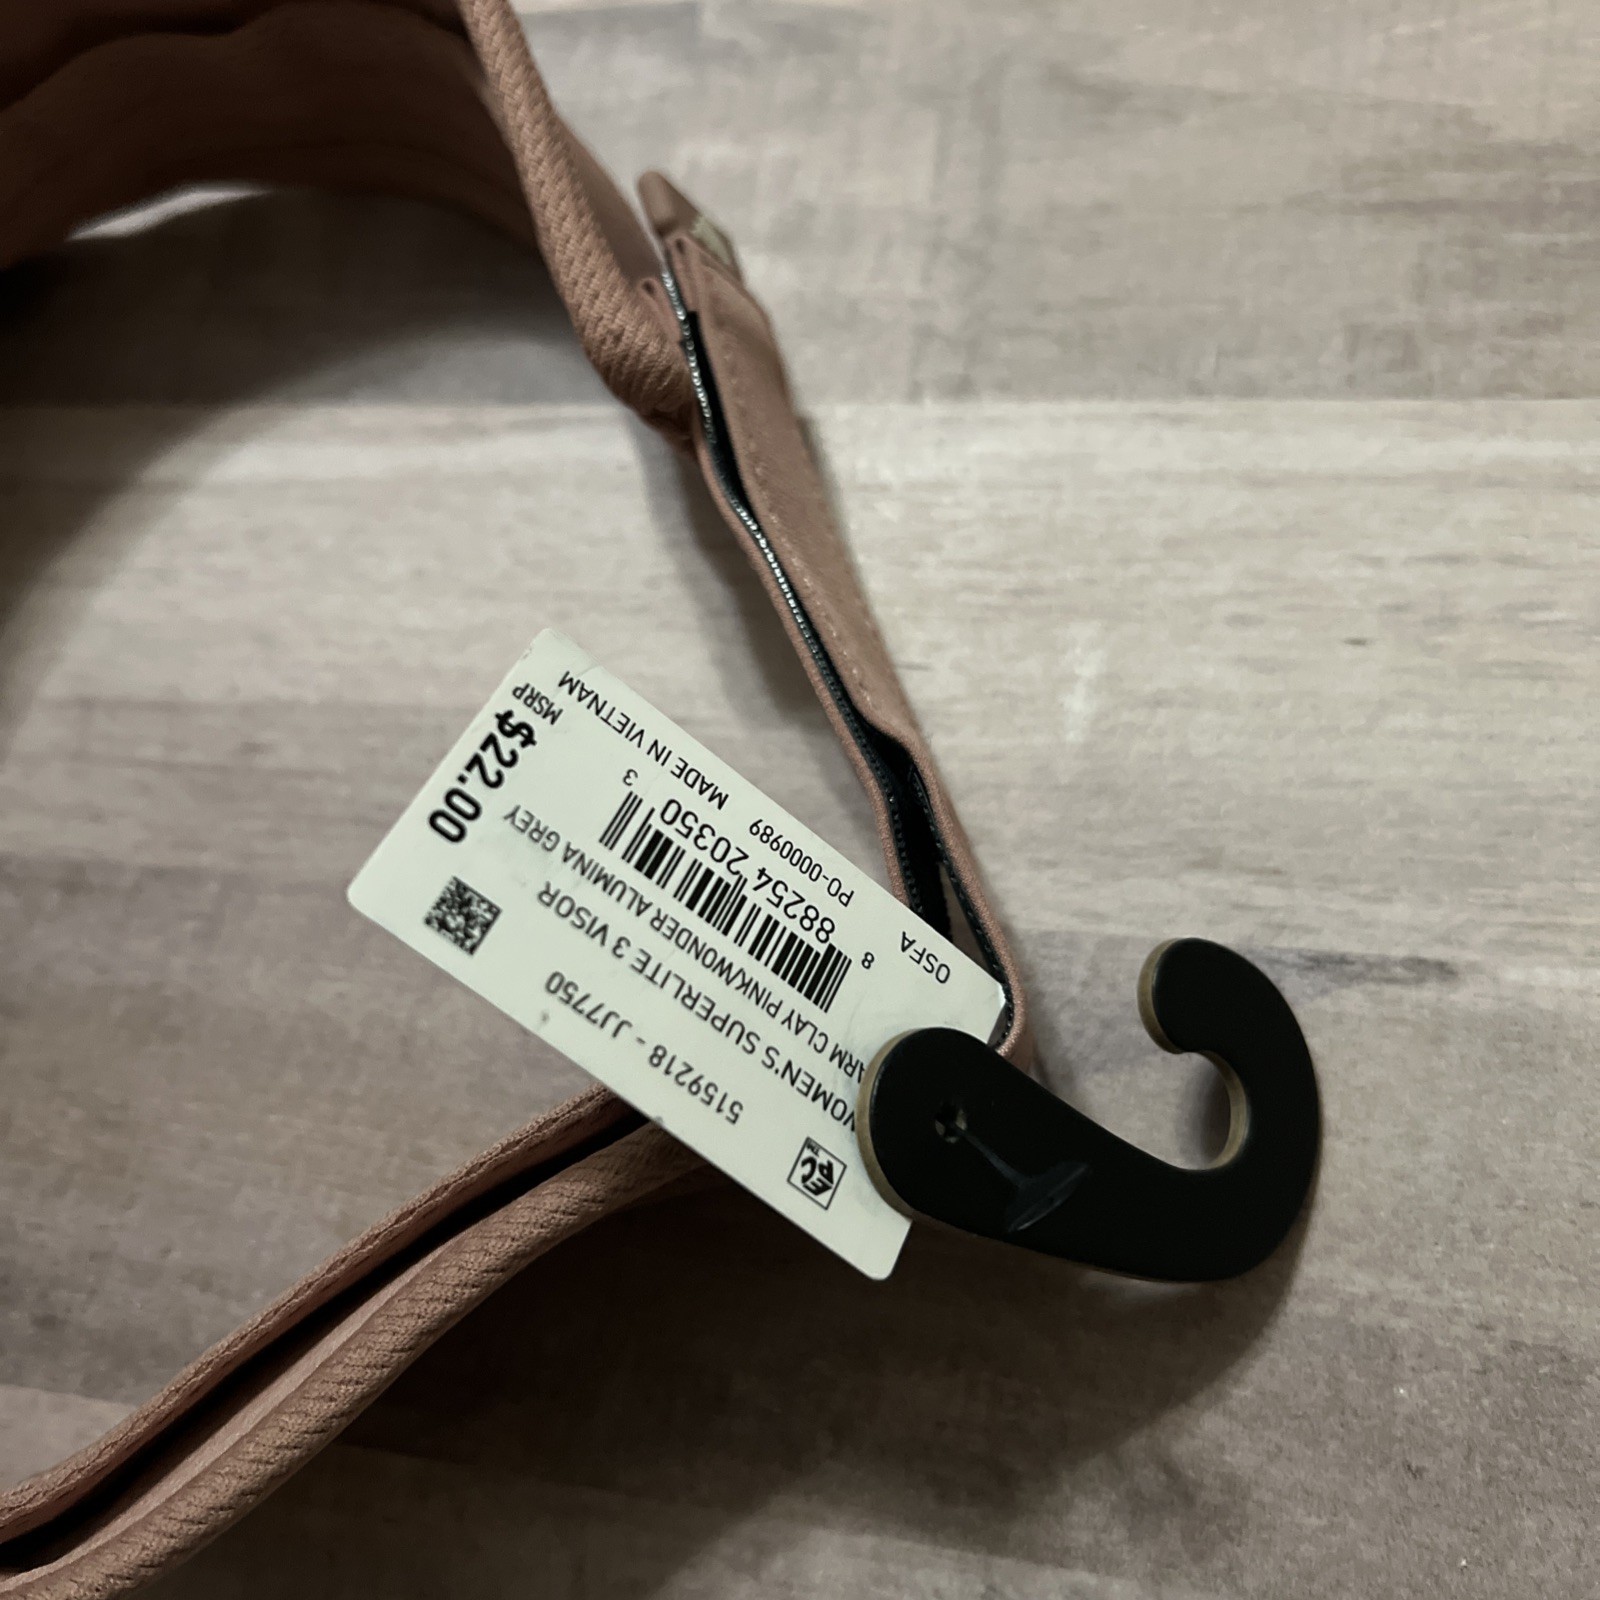 EPC™
5159218 - JJ7750
WOMEN'S SUPERLITE 3 VISOR
ARM CLAY PINK/WONDER ALUMINA GREY
8 88254 20350 3
OSFA
PO-0000989
MADE IN VIETNAM
MSRP
$22.00